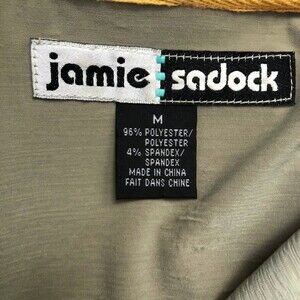 jamie sadock
M
96% POLYESTER/
POLYESTER
4% SPANDEX/
SPANDEX
MADE IN CHINA
FAIT DANS CHINE